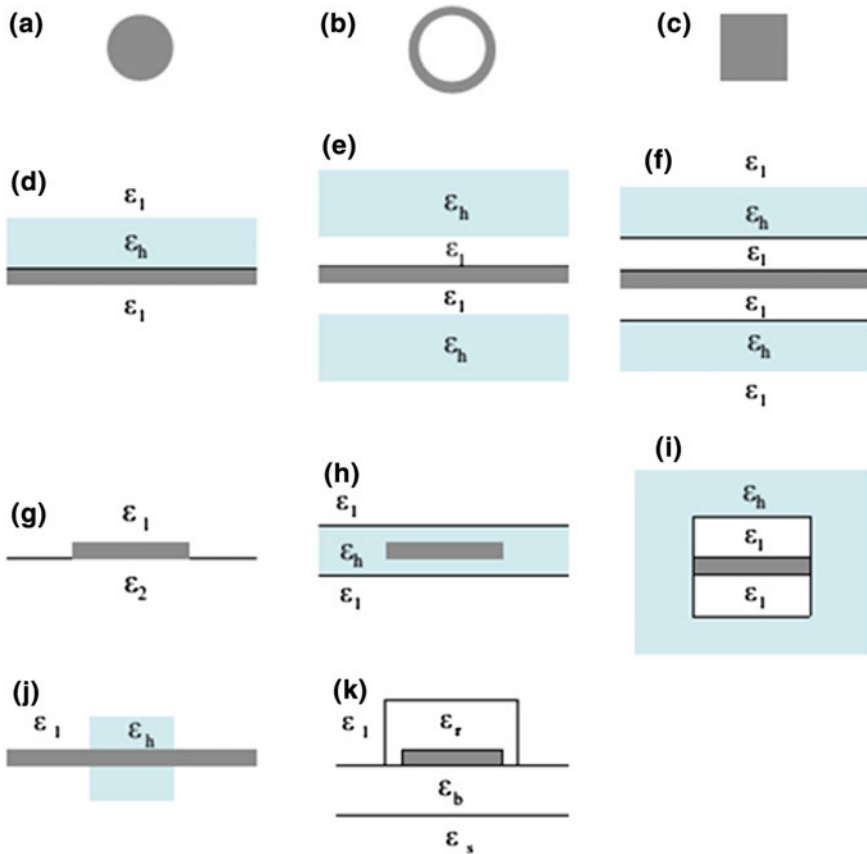 (a)
(b)
(c)
(d)
ε1
εh
ε1
(e)
εh
ε1
ε1
εh
(f)
ε1
εh
ε1
ε1
εh
ε1
(g)
ε1
ε2
(h)
ε1
εh
ε1
(i)
εh
ε1
ε1
(j)
ε1 εh
(k)
ε1 εr
εb
εs